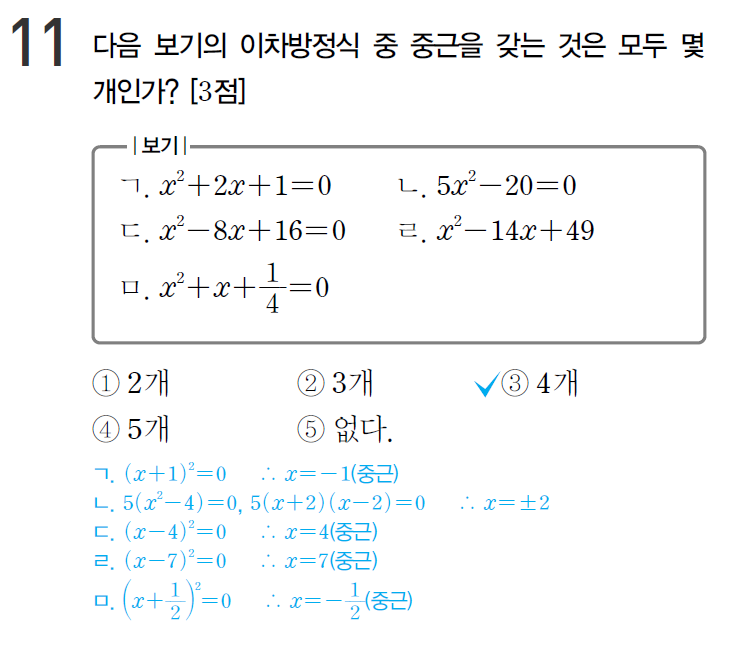 11 다음 보기의 이차방정식 중 중근을 갖는 것은 모두 몇
개인가? [3점]
|보기|
ㄱ. x²+2x+1=0 ㄴ. 5x²-20=0
ㄷ. x²-8x+16=0 ㄹ. x²-14x+49
ㅁ. x²+x+1/4=0
① 2개 ② 3개 ✓③ 4개
④ 5개 ⑤ 없다.
ㄱ. (x+1)²=0 ∴ x=-1(중근)
ㄴ. 5(x²-4)=0, 5(x+2)(x-2)=0 ∴ x=±2
ㄷ. (x-4)²=0 ∴ x=4(중근)
ㄹ. (x-7)²=0 ∴ x=7(중근)
ㅁ. (x+1/2)²=0 ∴ x=-1/2(중근)